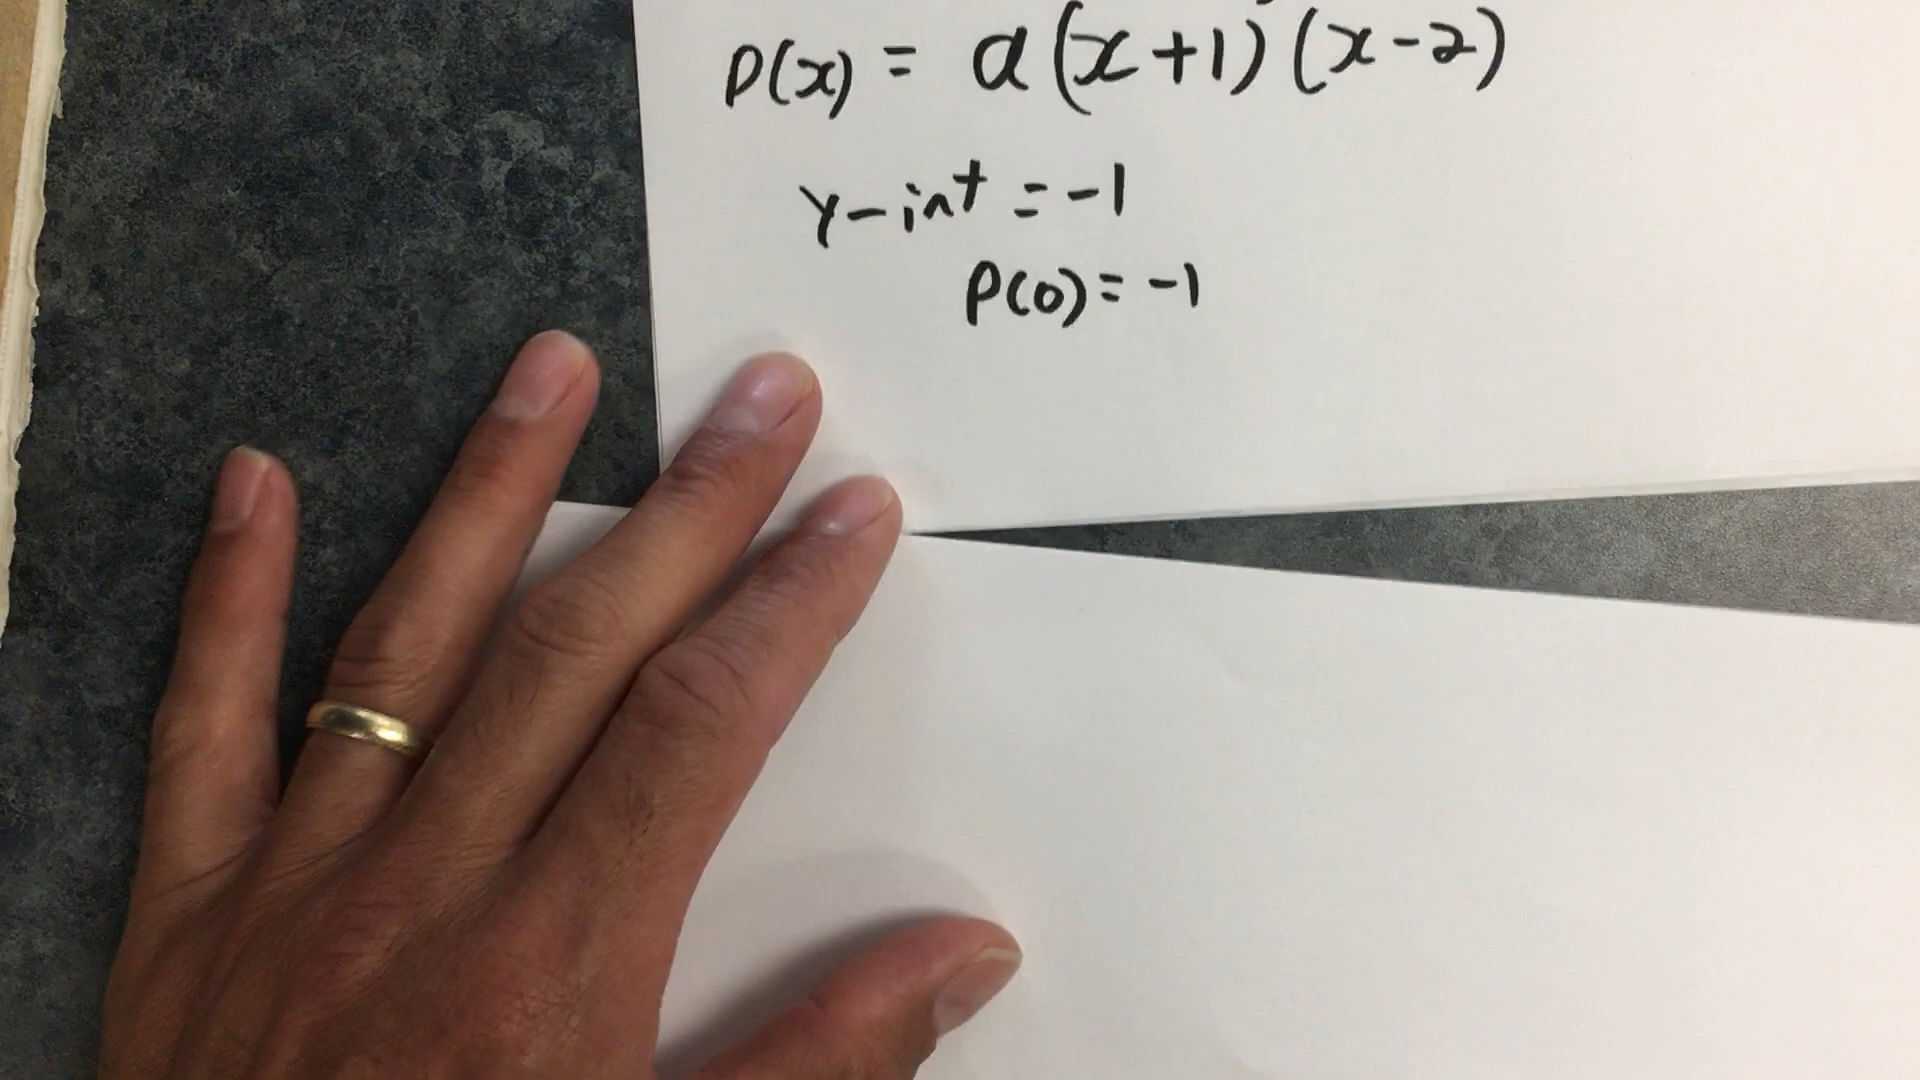 P(x) = a(x+1)(x-2)
y-int = -1
P(0) = -1